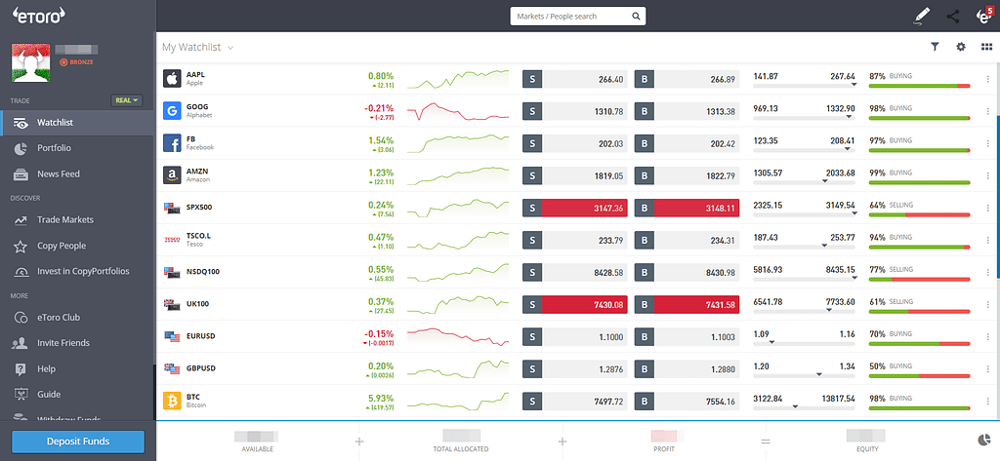 eToro
Markets / People search
5
BRONZE
TRADE
REAL
Watchlist
Portfolio
News Feed
DISCOVER
Trade Markets
Copy People
Invest in CopyPortfolios
MORE
eToro Club
Invite Friends
Help
Guide
Withdraw Funds
Deposit Funds
My Watchlist
AAPL 0.80% S 266.40 B 266.89 141.87 267.64 87% BUYING
Apple (2.11)
GOOG -0.21% S 1310.78 B 1313.38 969.13 1332.90 98% BUYING
Alphabet (-2.77)
FB 1.54% S 202.03 B 202.42 123.35 208.41 97% BUYING
Facebook (3.06)
AMZN 1.23% S 1819.05 B 1822.79 1305.57 2033.68 99% BUYING
Amazon (22.11)
SPX500 0.24% S 3147.36 B 3148.11 2325.15 3149.54 64% SELLING
(7.54)
TSCO.L 0.47% S 233.79 B 234.31 187.43 253.77 94% BUYING
Tesco (1.10)
NSDQ100 0.55% S 8428.58 B 8430.98 5816.93 8435.15 77% SELLING
(45.83)
UK100 0.37% S 7430.08 B 7431.58 6541.78 7733.60 61% SELLING
(27.45)
EURUSD -0.15% S 1.1000 B 1.1003 1.09 1.16 70% BUYING
(-0.0017)
GBPUSD 0.20% S 1.2876 B 1.2880 1.20 1.34 50% BUYING
(0.0026)
BTC 5.93% S 7497.72 B 7554.16 3122.84 13817.54 98% BUYING
Bitcoin (419.57)
AVAILABLE + TOTAL ALLOCATED + PROFIT = EQUITY